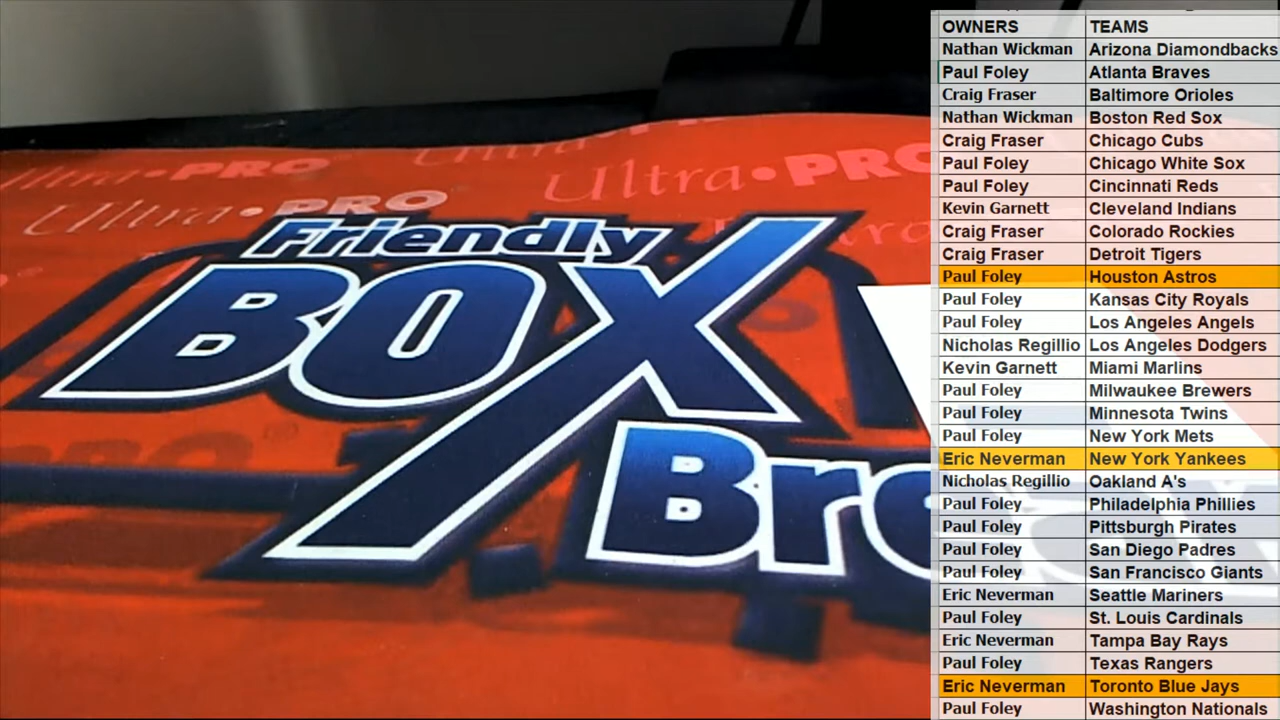 Ultra•PRO
Ultra•PRO
Ultra•PRO
Friendly
BOX
Bre
OWNERS TEAMS
Nathan Wickman Arizona Diamondbacks
Paul Foley Atlanta Braves
Craig Fraser Baltimore Orioles
Nathan Wickman Boston Red Sox
Craig Fraser Chicago Cubs
Paul Foley Chicago White Sox
Paul Foley Cincinnati Reds
Kevin Garnett Cleveland Indians
Craig Fraser Colorado Rockies
Craig Fraser Detroit Tigers
Paul Foley Houston Astros
Paul Foley Kansas City Royals
Paul Foley Los Angeles Angels
Nicholas Regillio Los Angeles Dodgers
Kevin Garnett Miami Marlins
Paul Foley Milwaukee Brewers
Paul Foley Minnesota Twins
Paul Foley New York Mets
Eric Neverman New York Yankees
Nicholas Regillio Oakland A's
Paul Foley Philadelphia Phillies
Paul Foley Pittsburgh Pirates
Paul Foley San Diego Padres
Paul Foley San Francisco Giants
Eric Neverman Seattle Mariners
Paul Foley St. Louis Cardinals
Eric Neverman Tampa Bay Rays
Paul Foley Texas Rangers
Eric Neverman Toronto Blue Jays
Paul Foley Washington Nationals